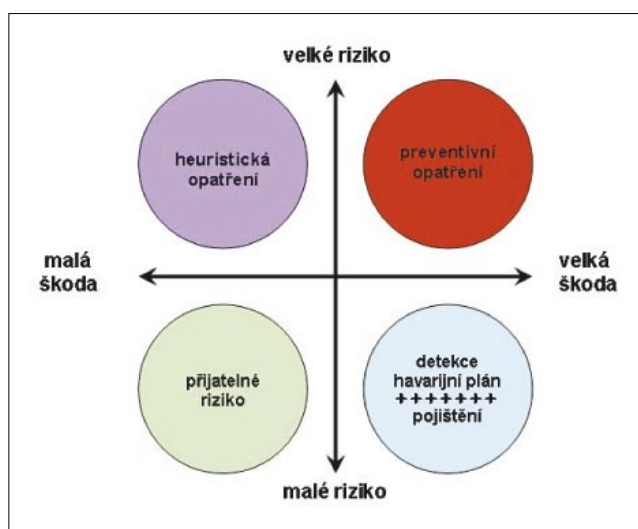 velké riziko
heuristická
opatření
preventivní
opatření
malá
škoda
velká
škoda
přijatelné
riziko
detekce
havarijní plán
+++++++
pojištění
malé riziko